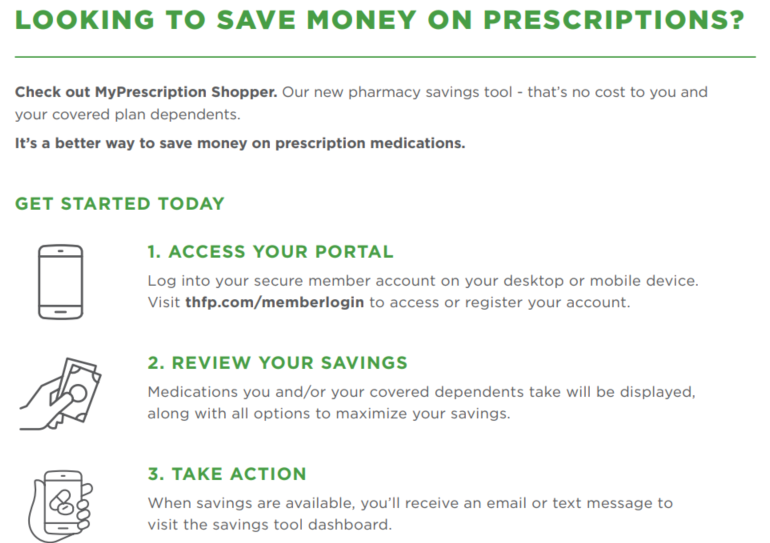 LOOKING TO SAVE MONEY ON PRESCRIPTIONS?
Check out MyPrescription Shopper. Our new pharmacy savings tool - that's no cost to you and
your covered plan dependents.
It's a better way to save money on prescription medications.
GET STARTED TODAY
1. ACCESS YOUR PORTAL
Log into your secure member account on your desktop or mobile device.
Visit thfp.com/memberlogin to access or register your account.
2. REVIEW YOUR SAVINGS
Medications you and/or your covered dependents take will be displayed,
along with all options to maximize your savings.
3. TAKE ACTION
When savings are available, you'll receive an email or text message to
visit the savings tool dashboard.